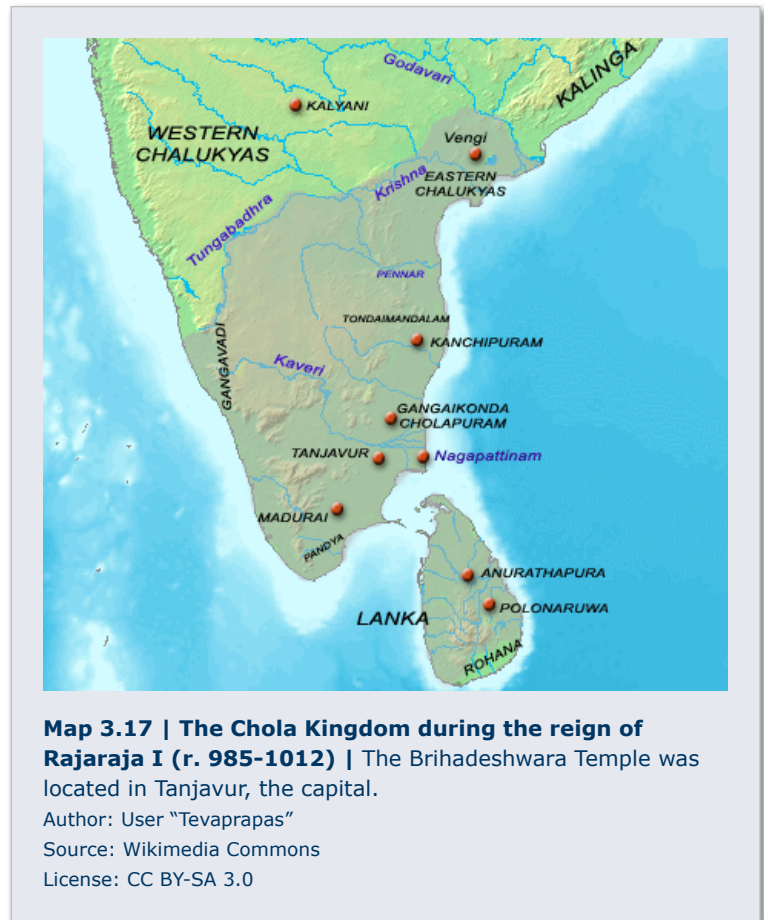 Godavari
KALINGA
KALYANI
WESTERN
CHALUKYAS
Vengi
EASTERN
CHALUKYAS
Krishna
Tungabadhra
PENNAR
TONDAIMANDALAM
KANCHIPURAM
GANGAVADI
Kaveri
GANGAIKONDA
CHOLAPURAM
TANJAVUR
Nagapattinam
MADURAI
PANDYA
ANURATHAPURA
POLONARUWA
LANKA
ROHANA
Map 3.17 | The Chola Kingdom during the reign of
Rajaraja I (r. 985-1012) | The Brihadeshwara Temple was
located in Tanjavur, the capital.
Author: User “Tevaprapas”
Source: Wikimedia Commons
License: CC BY-SA 3.0